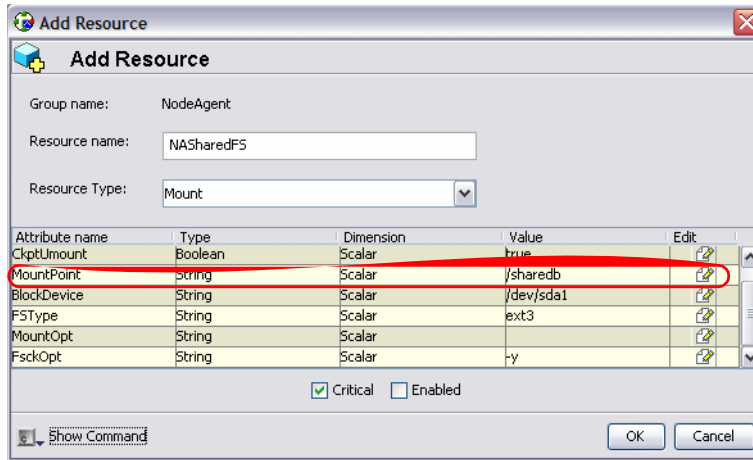 Add Resource
Add Resource
Group name: NodeAgent
Resource name: NASharedFS
Resource Type: Mount
Attribute name Type Dimension Value Edit
CkptUmount Boolean Scalar true
MountPoint String Scalar /sharedb
BlockDevice String Scalar /dev/sda1
FSType String Scalar ext3
MountOpt String Scalar
FsckOpt String Scalar -y
Critical Enabled
Show Command OK Cancel